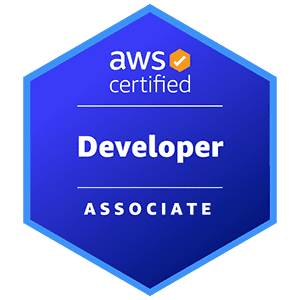 aws
certified
Developer
ASSOCIATE